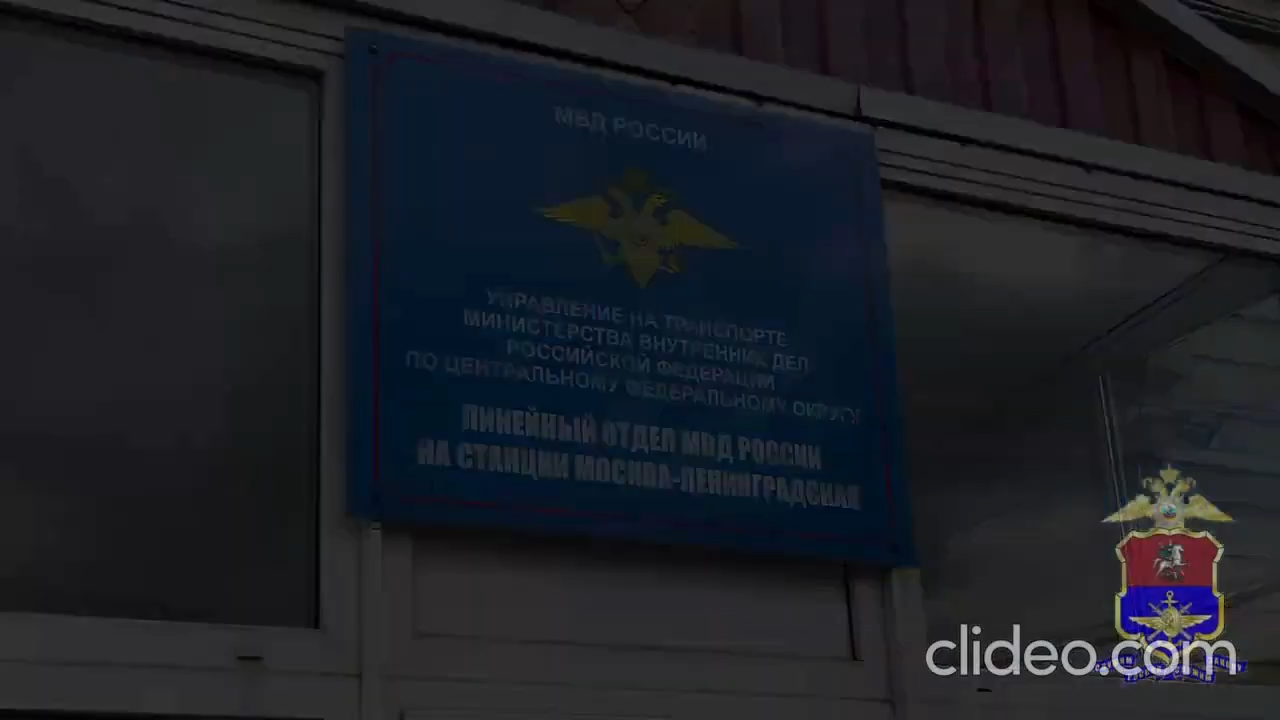 МВД РОССИИ
УПРАВЛЕНИЕ НА ТРАНСПОРТЕ
МИНИСТЕРСТВА ВНУТРЕННИХ ДЕЛ
РОССИЙСКОЙ ФЕДЕРАЦИИ
ПО ЦЕНТРАЛЬНОМУ ФЕДЕРАЛЬНОМУ ОКРУГУ
ЛИНЕЙНЫЙ ОТДЕЛ МВД РОССИИ
НА СТАНЦИИ МОСКВА-ЛЕНИНГРАДСКАЯ
clideo.com